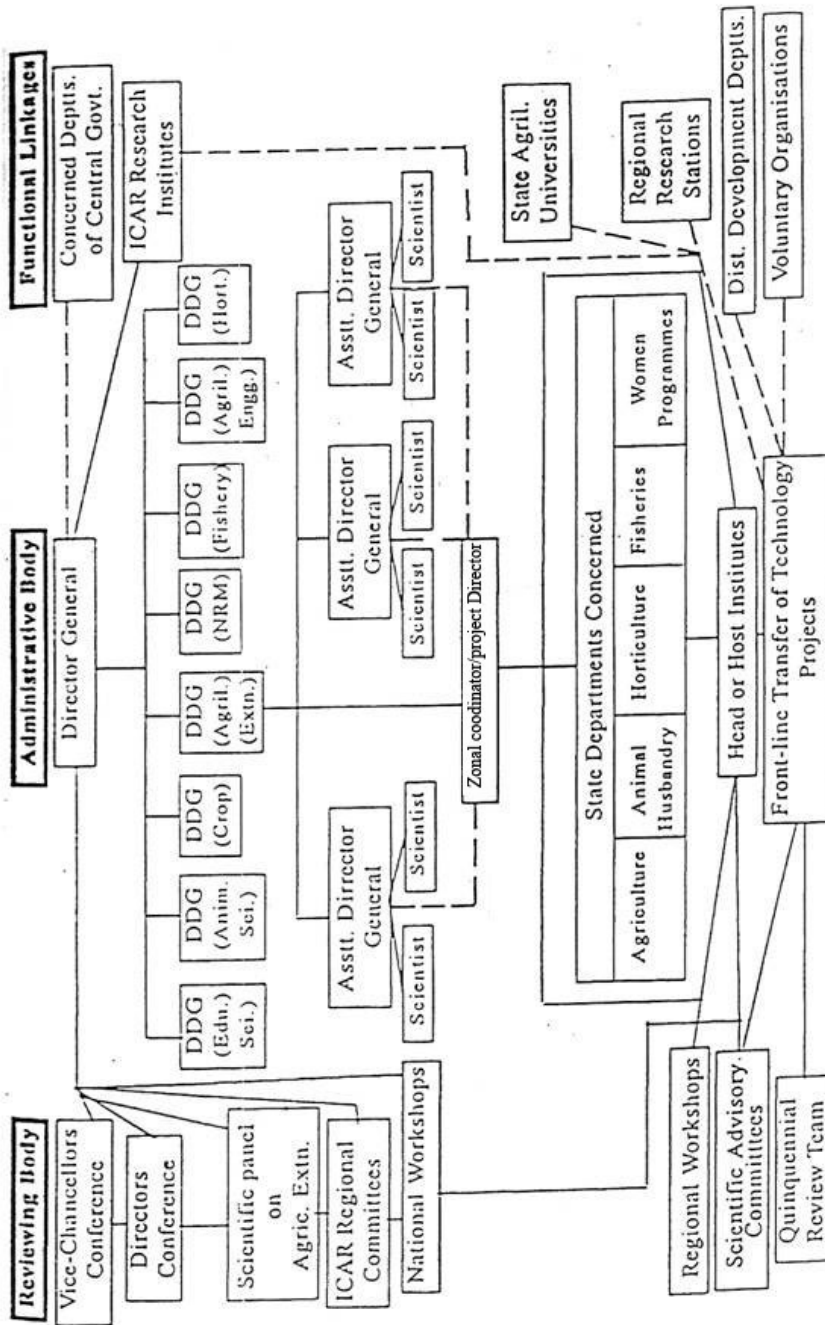 Reviewing Body
Administrative Body
Functional Linkages
Vice-Chancellors
Conference
Directors
Conference
Scientific panel
on
Agric. Extn.
ICAR Regional
Committees
National Workshops
Regional Workshops
Scientific Advisory.
Committees
Quinquennial
Review Team
Director General
DDG
(Edn.)
Sci.)
DDG
(Anim.
Sci.)
DDG
(Crop)
DDG
(Agril.)
(Extn.)
DDG
(NRM)
DDG
(Fishery)
DDG
(Agril.)
Engg.)
DDG
(Hort.)
Asstt. Dirrector
General
Scientist
Scientist
Asstt. Director
General
Scientist
Scientist
Asstt. Director
General
Scientist
Scientist
Zonal coodinator/project Director
State Departments Concerned
Agriculture
Animal
Husbandry
Horticulture
Fisheries
Women
Programmes
Head or Host Institutes
Front-line Transfer of Technology
Projects
Concerned Deptts.
of Central Govt.
ICAR Research
Institutes
State Agril.
Universities
Regional
Research
Stations
Dist. Development Deptts.
Voluntary Organisations